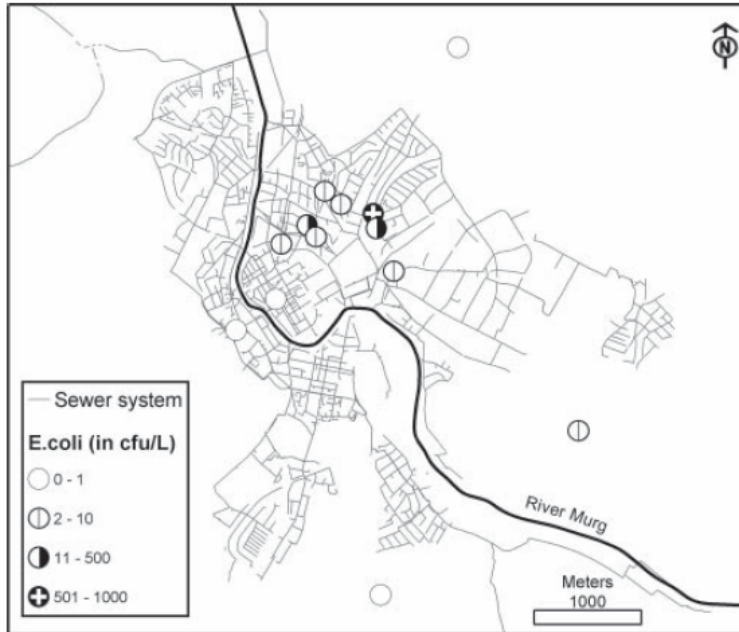 N
Sewer system
E.coli (in cfu/L)
0 - 1
2 - 10
11 - 500
501 - 1000
River Murg
Meters
1000